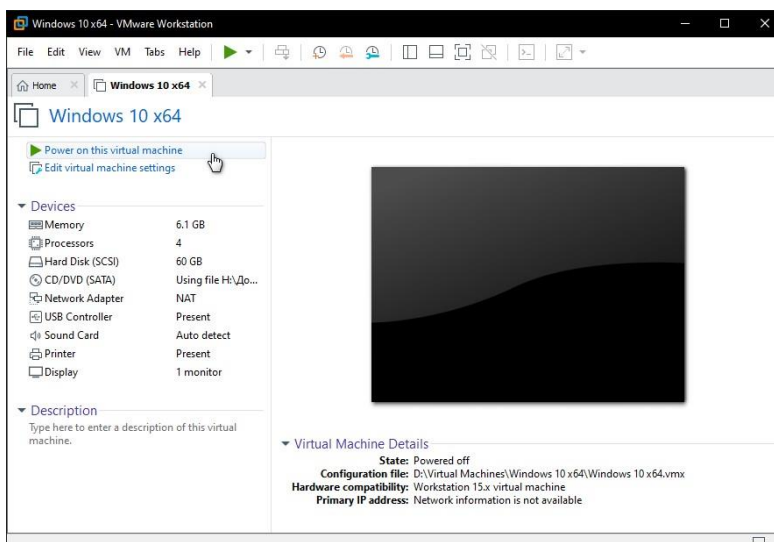 Windows 10 x64 - VMware Workstation
File Edit View VM Tabs Help
Home Windows 10 x64
Windows 10 x64
Power on this virtual machine
Edit virtual machine settings
Devices
Memory 6.1 GB
Processors 4
Hard Disk (SCSI) 60 GB
CD/DVD (SATA) Using file H:\До...
Network Adapter NAT
USB Controller Present
Sound Card Auto detect
Printer Present
Display 1 monitor
Description
Type here to enter a description of this virtual
machine.
Virtual Machine Details
State: Powered off
Configuration file: D:\Virtual Machines\Windows 10 x64\Windows 10 x64.vmx
Hardware compatibility: Workstation 15.x virtual machine
Primary IP address: Network information is not available